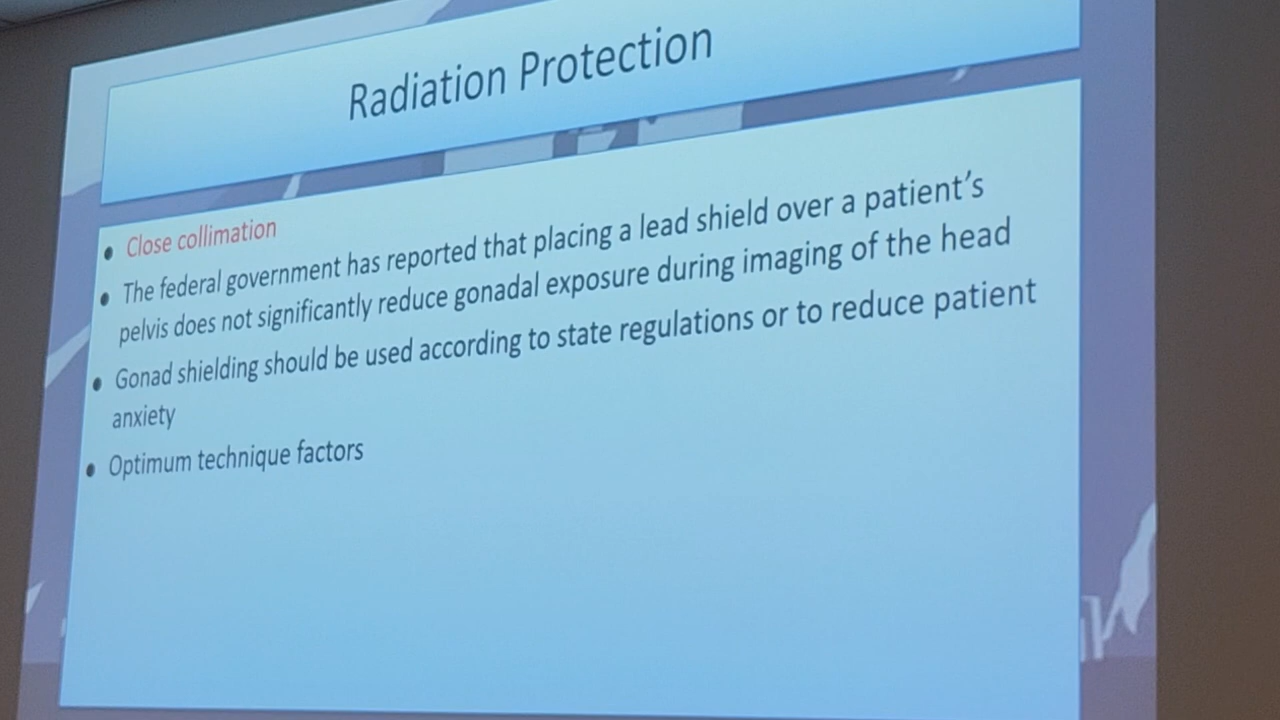 Radiation Protection
• Close collimation
• The federal government has reported that placing a lead shield over a patient's
pelvis does not significantly reduce gonadal exposure during imaging of the head
• Gonad shielding should be used according to state regulations or to reduce patient
anxiety
• Optimum technique factors